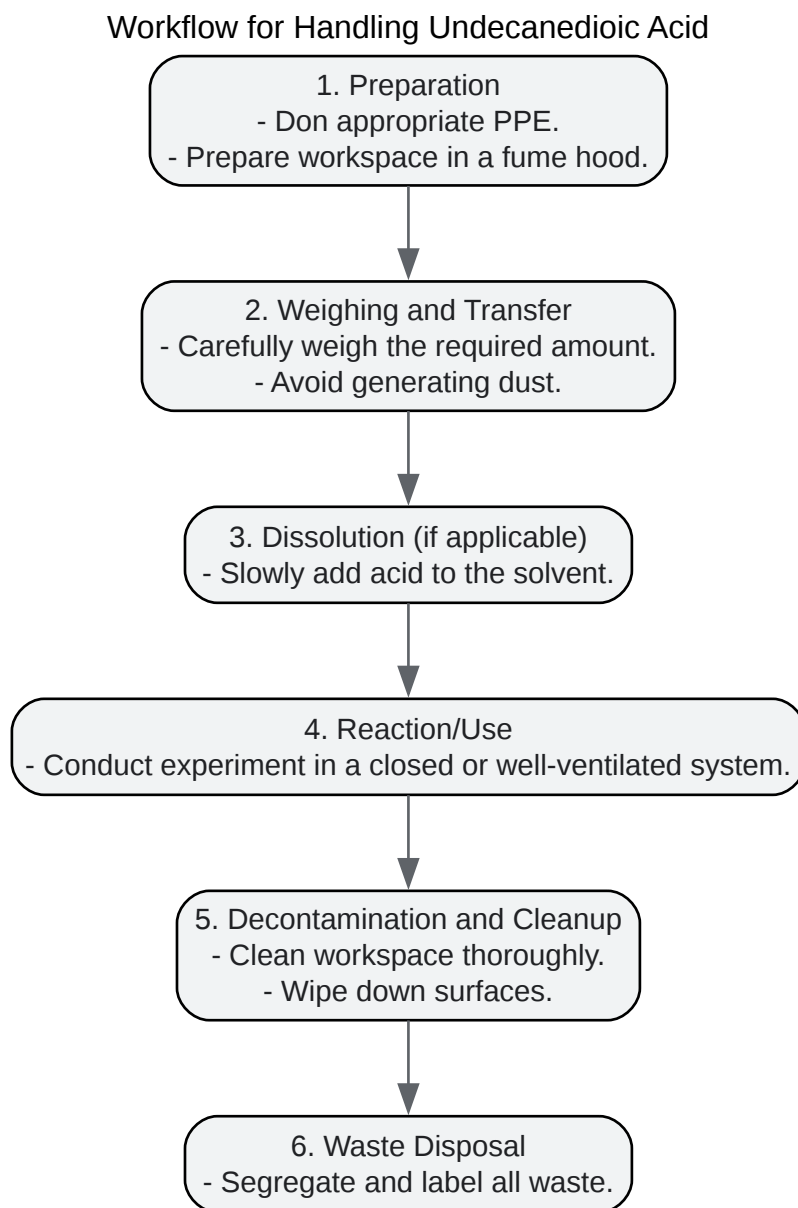 Workflow for Handling Undecanedioic Acid
1. Preparation
- Don appropriate PPE.
- Prepare workspace in a fume hood.
2. Weighing and Transfer
- Carefully weigh the required amount.
- Avoid generating dust.
3. Dissolution (if applicable)
- Slowly add acid to the solvent.
4. Reaction/Use
- Conduct experiment in a closed or well-ventilated system.
5. Decontamination and Cleanup
- Clean workspace thoroughly.
- Wipe down surfaces.
6. Waste Disposal
- Segregate and label all waste.